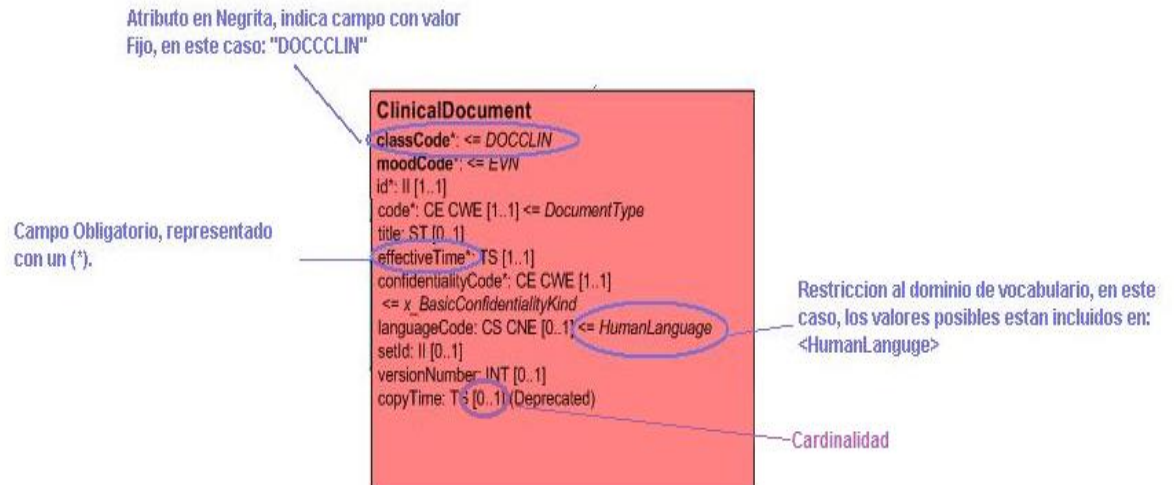 Atributo en Negrita, indica campo con valor
Fijo, en este caso: "DOCCCLIN"
ClinicalDocument
classCode*: <= DOCCLIN
moodCode*: <= EVN
id*: II [1..1]
code*: CE CWE [1..1] <= DocumentType
title: ST [0..1]
effectiveTime*: TS [1..1]
confidentialityCode*: CE CWE [1..1]
<= x_BasicConfidentialityKind
languageCode: CS CNE [0..1] <= HumanLanguage
setId: II [0..1]
versionNumber: INT [0..1]
copyTime: TS [0..1] (Deprecated)
Campo Obligatorio, representado
con un (*).
Restriccion al dominio de vocabulario, en este
caso, los valores posibles estan incluidos en:
<HumanLanguge>
Cardinalidad